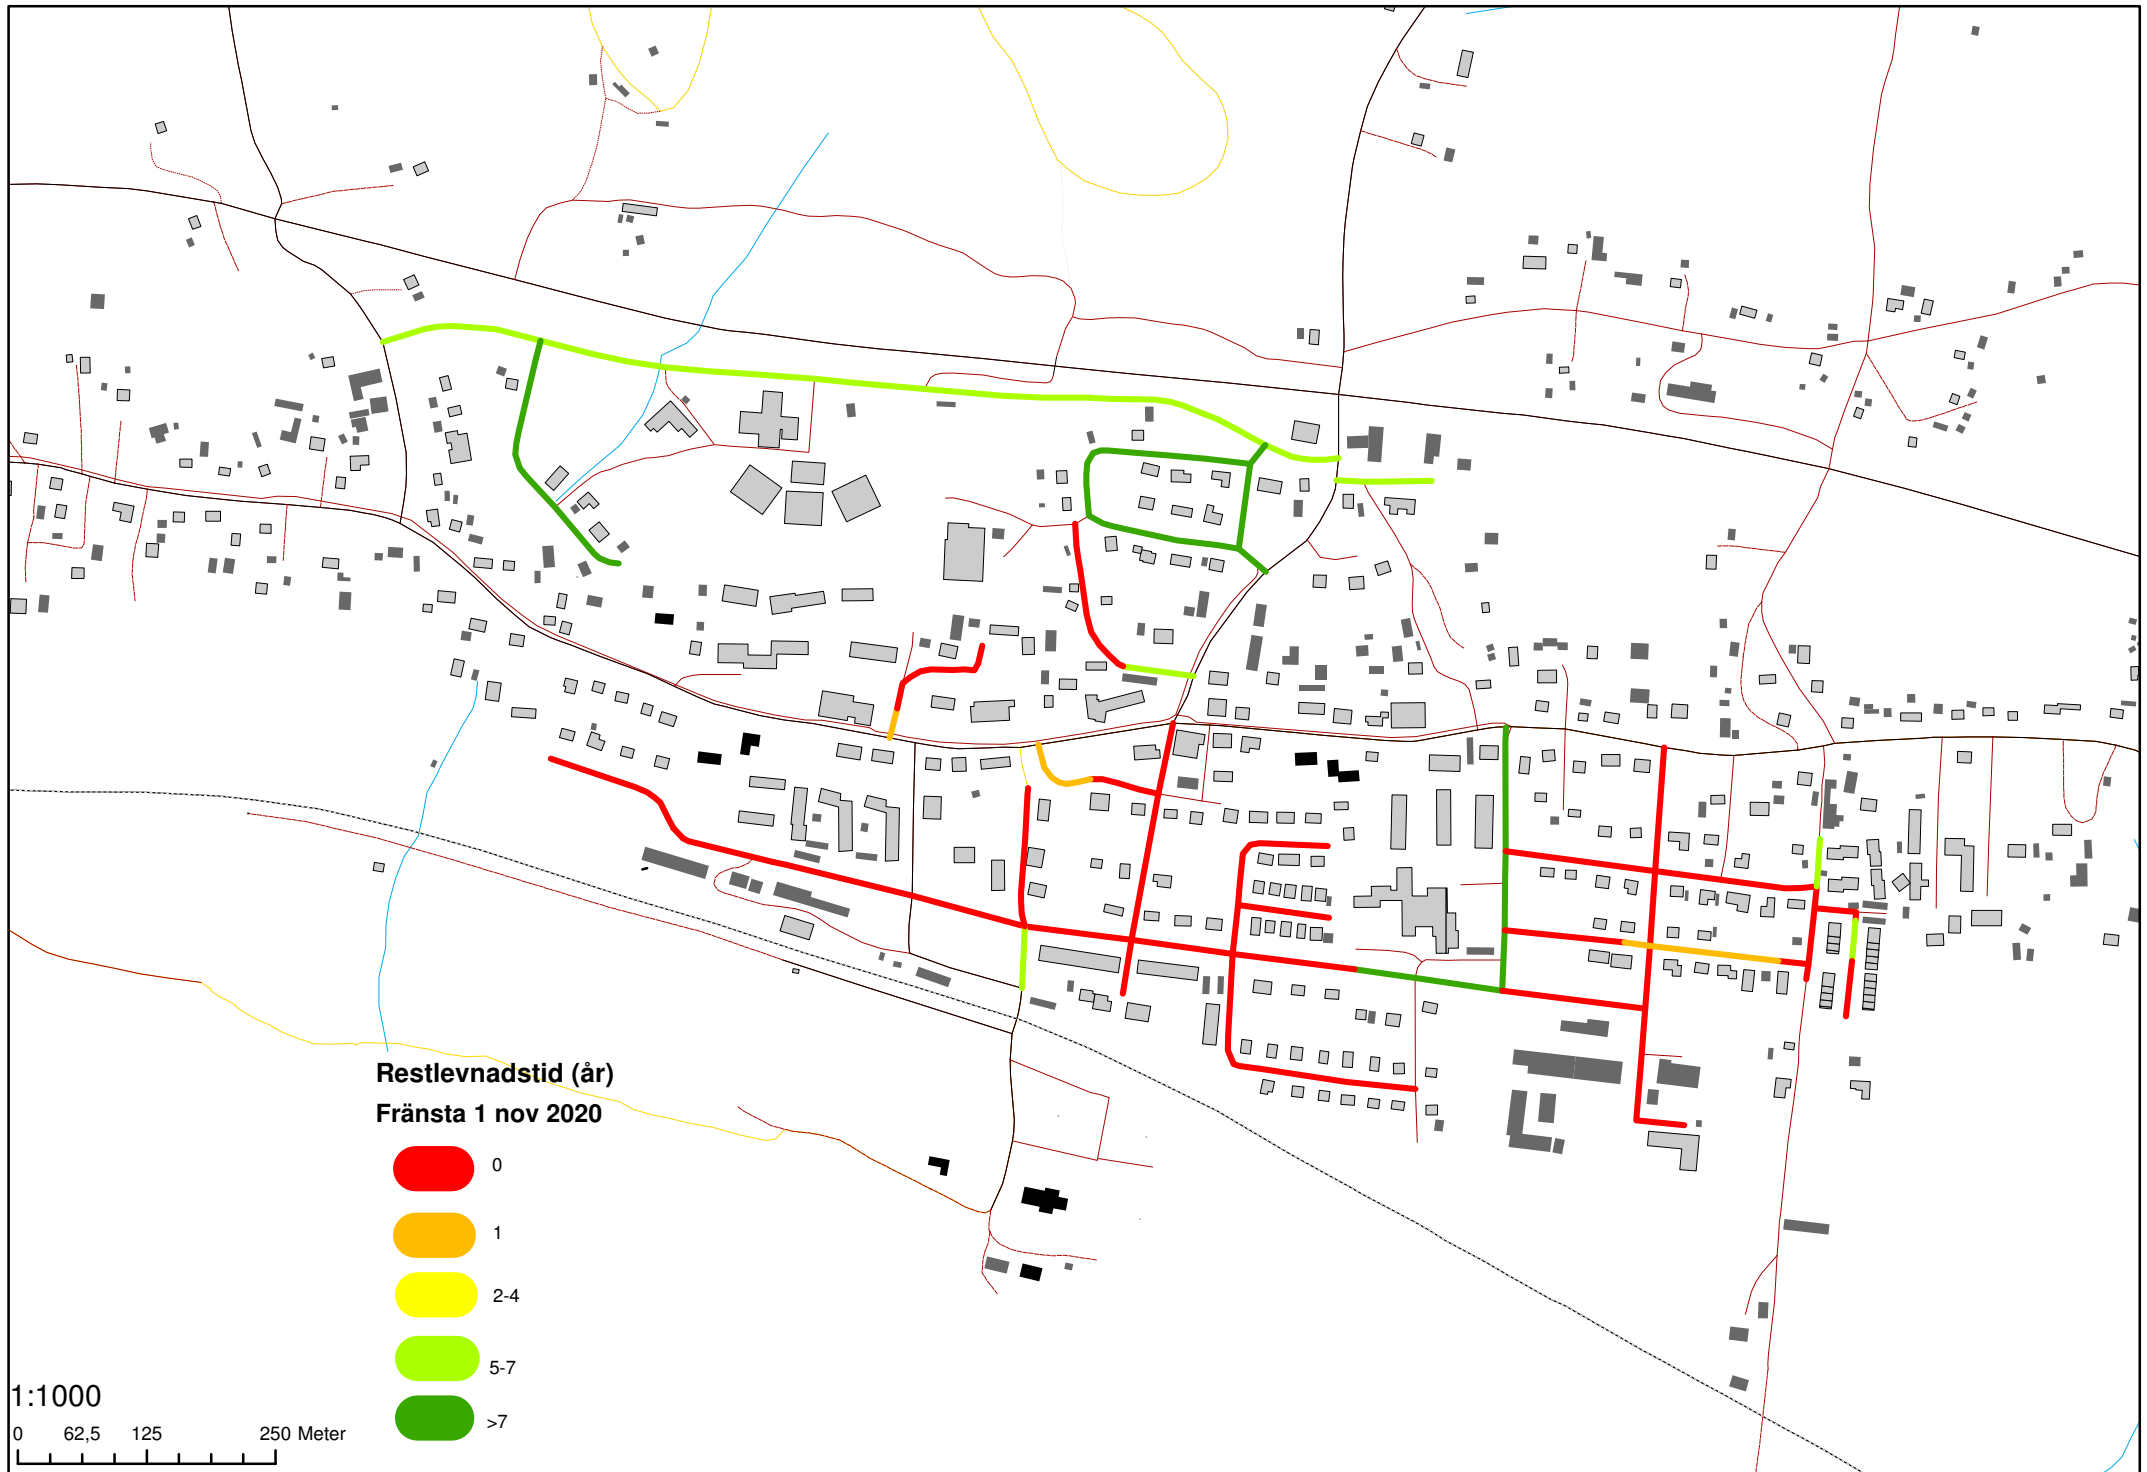 Restlevnadstid (år)
Fränsta 1 nov 2020
0
1
2-4
5-7
>7
1:1000
0 62,5 125 250 Meter